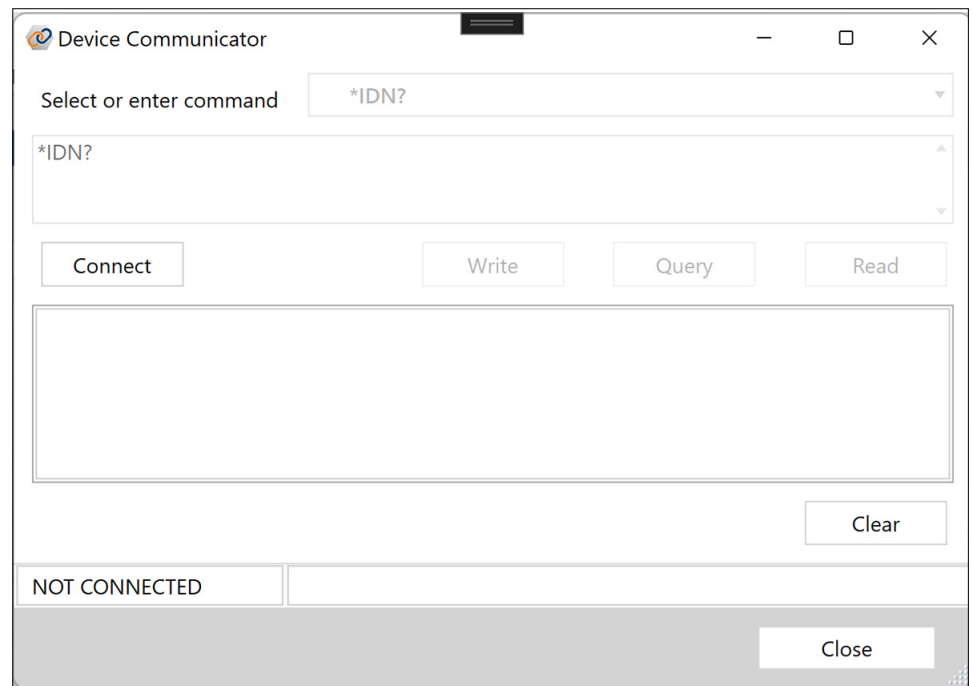 Device Communicator
Select or enter command *IDN?
*IDN?
Connect Write Query Read
Clear
NOT CONNECTED
Close